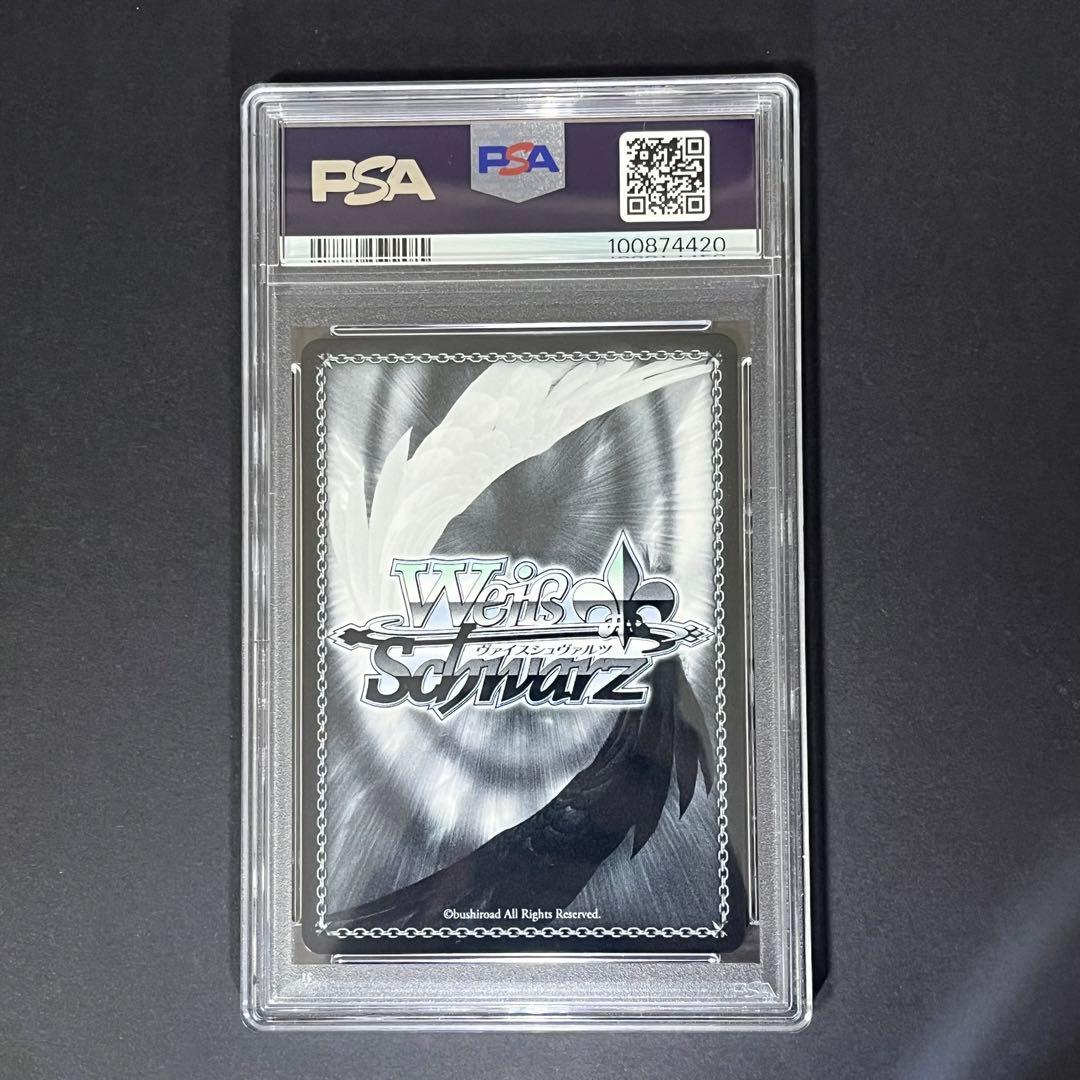 PSA
PSA
100874420
Weiß
ヴァイスシュヴァルツ
Schwarz
©bushiroad All Rights Reserved.
PSA